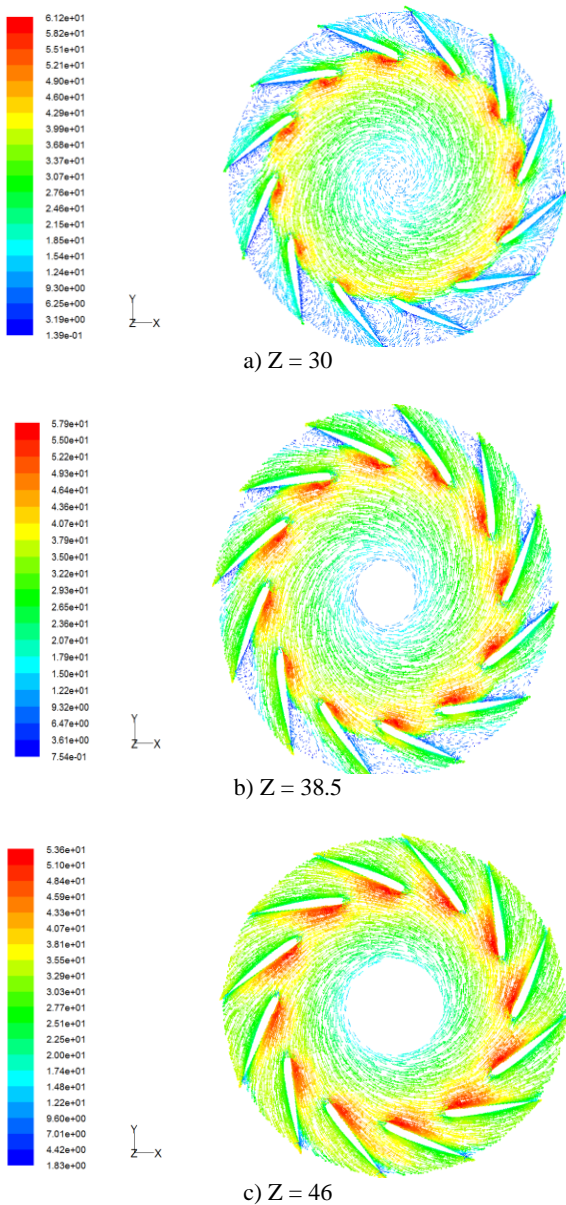 6.12e+01
5.82e+01
5.51e+01
5.21e+01
4.90e+01
4.60e+01
4.29e+01
3.99e+01
3.68e+01
3.37e+01
3.07e+01
2.76e+01
2.46e+01
2.15e+01
1.85e+01
1.54e+01
1.24e+01
9.30e+00
6.25e+00
3.19e+00
1.39e-01
Y
Z X
a) Z = 30
5.79e+01
5.50e+01
5.22e+01
4.93e+01
4.64e+01
4.36e+01
4.07e+01
3.79e+01
3.50e+01
3.22e+01
2.93e+01
2.65e+01
2.36e+01
2.07e+01
1.79e+01
1.50e+01
1.22e+01
9.32e+00
6.47e+00
3.61e+00
7.54e-01
Y
Z X
b) Z = 38.5
5.36e+01
5.10e+01
4.84e+01
4.59e+01
4.33e+01
4.07e+01
3.81e+01
3.55e+01
3.29e+01
3.03e+01
2.77e+01
2.51e+01
2.25e+01
2.00e+01
1.74e+01
1.48e+01
1.22e+01
9.60e+00
7.01e+00
4.42e+00
1.83e+00
Y
Z X
c) Z = 46